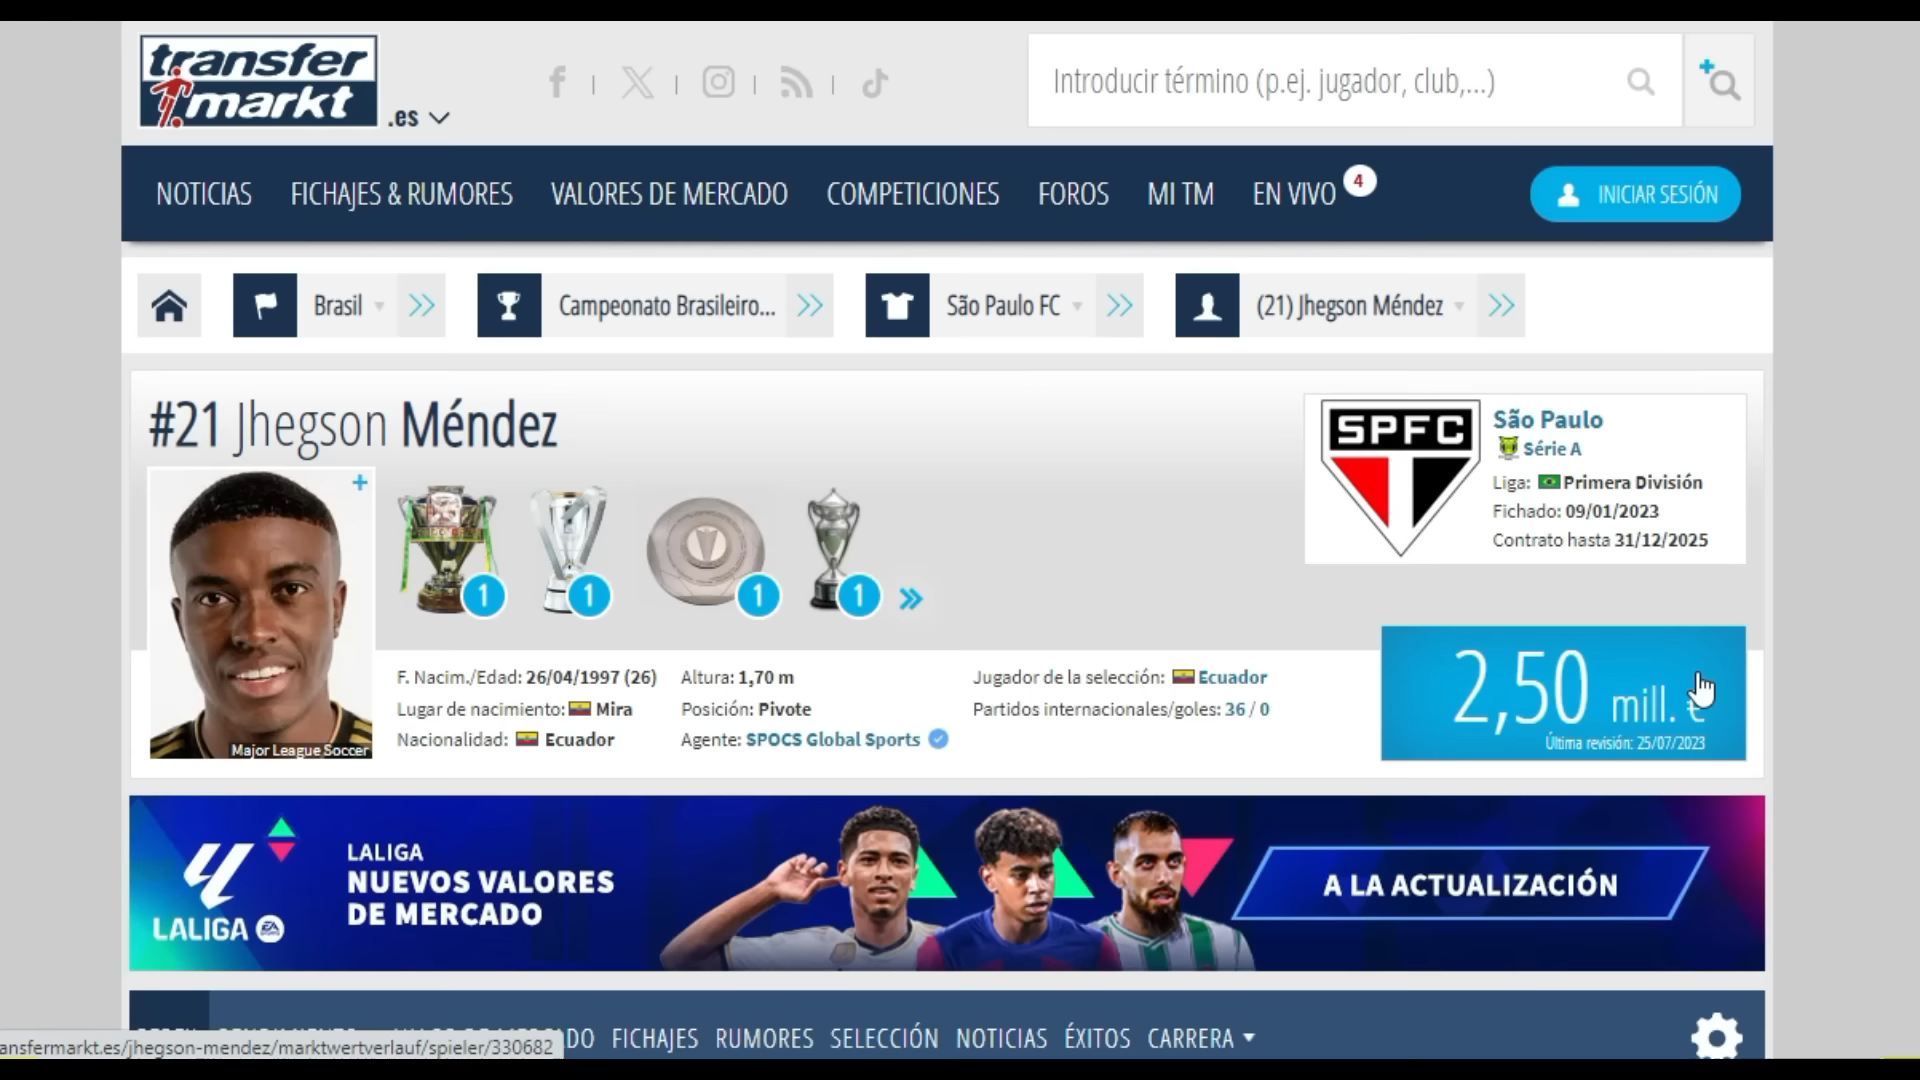 transfer
markt
.es
Introducir término (p.ej. jugador, club,...)
NOTICIAS
FICHAJES & RUMORES
VALORES DE MERCADO
COMPETICIONES
FOROS
MI TM
EN VIVO
4
INICIAR SESIÓN
Brasil
Campeonato Brasileiro...
São Paulo FC
(21) Jhegson Méndez
#21 Jhegson Méndez
SPFC
São Paulo
Série A
Liga: Primera División
Fichado: 09/01/2023
Contrato hasta 31/12/2025
1
1
1
1
Major League Soccer
F. Nacim./Edad: 26/04/1997 (26)
Lugar de nacimiento: Mira
Nacionalidad: Ecuador
Altura: 1,70 m
Posición: Pivote
Agente: SPOCS Global Sports
Jugador de la selección: Ecuador
Partidos internacionales/goles: 36 / 0
2,50 mill. €
Última revisión: 25/07/2023
LALIGA
LALIGA
NUEVOS VALORES
DE MERCADO
A LA ACTUALIZACIÓN
FICHAJES
RUMORES
SELECCIÓN
NOTICIAS
ÉXITOS
CARRERA
ansfermarkt.es/jhegson-mendez/marktwertverlauf/spieler/330682